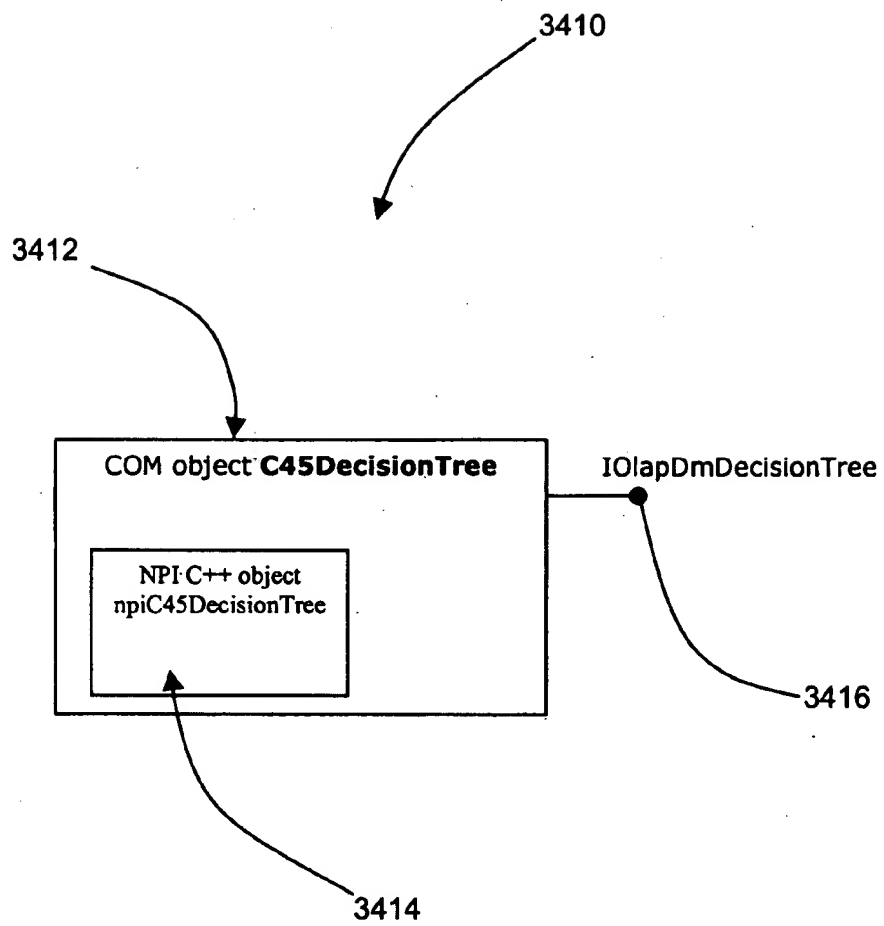 3410
3412
COM object C45DecisionTree
IOlapDmDecisionTree
NPI C++ object
npiC45DecisionTree
3416
3414